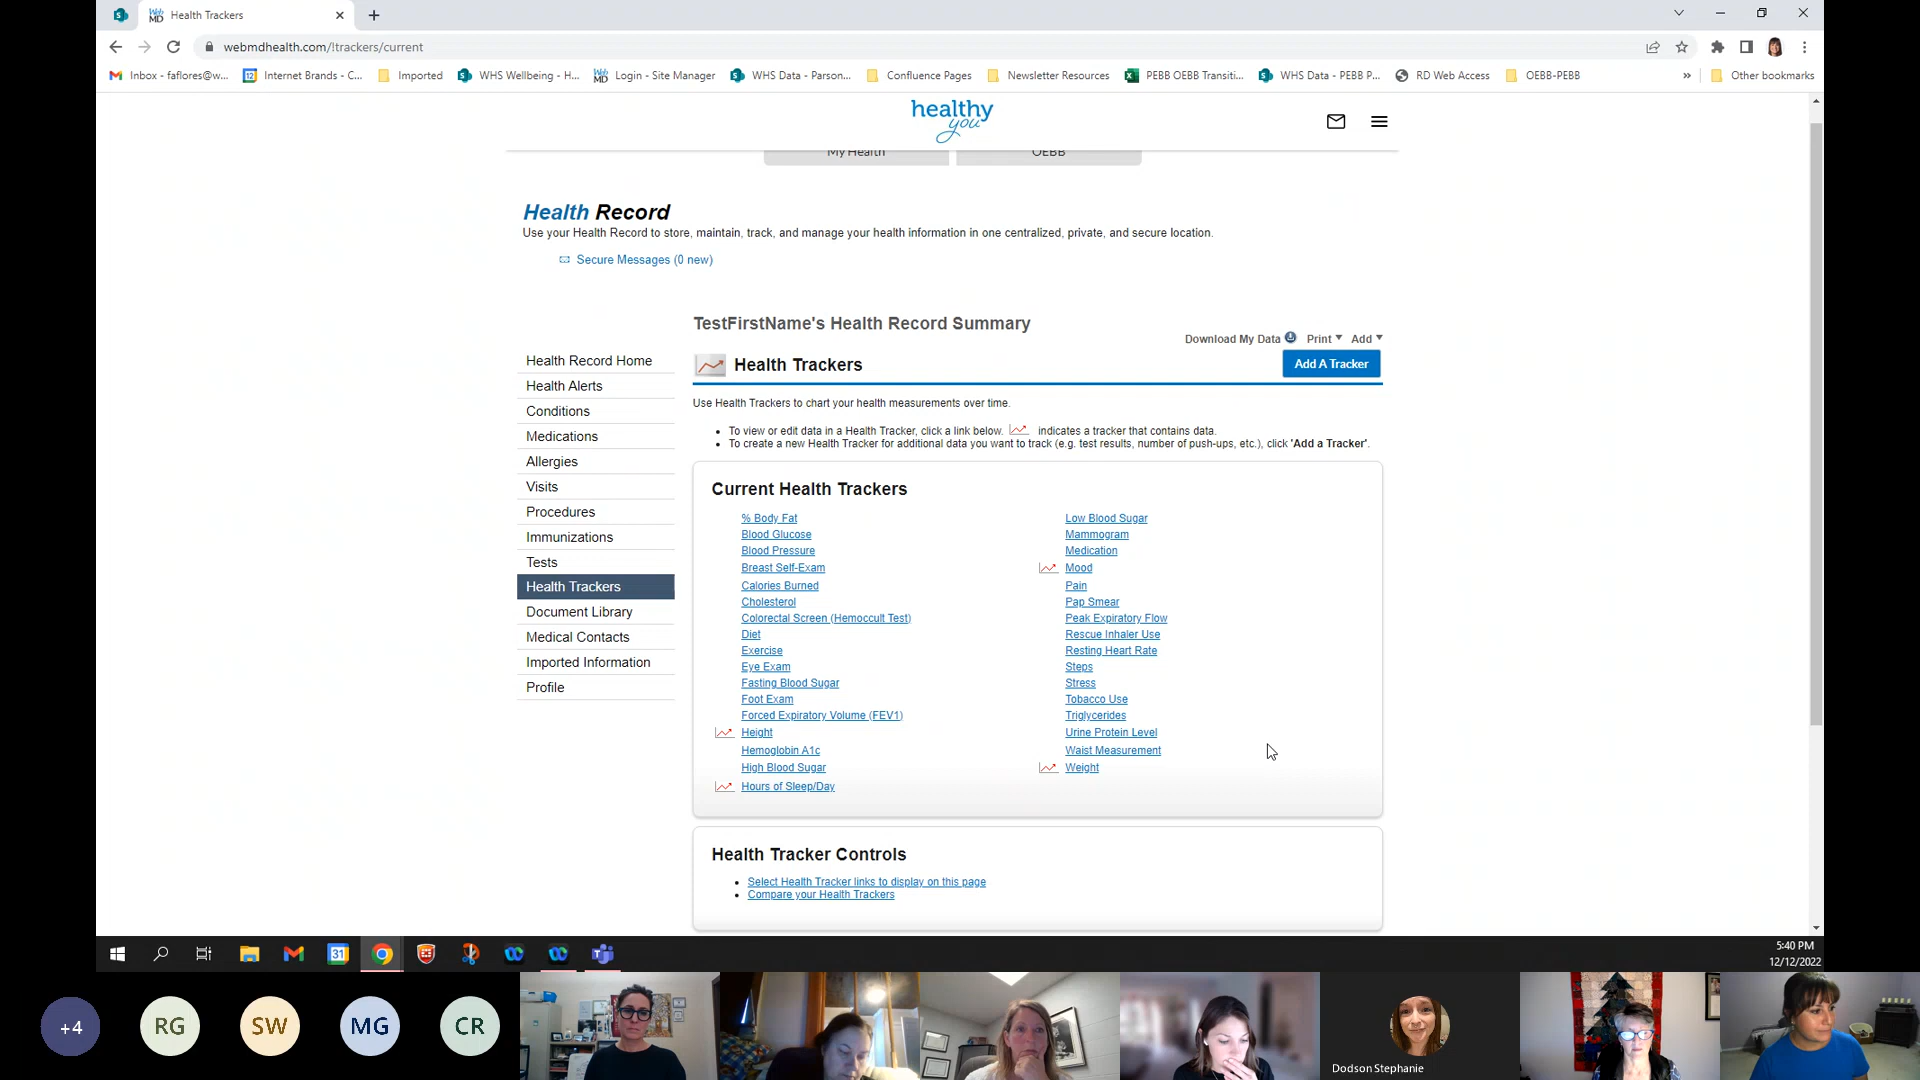 Health Trackers
webmdhealth.com/!trackers/current
Inbox - faflores@w...
Internet Brands - C...
Imported
WHS Wellbeing - H...
Login - Site Manager
WHS Data - Parson...
Confluence Pages
Newsletter Resources
PEBB OEBB Transiti...
WHS Data - PEBB P...
RD Web Access
OEBB-PEBB
»
Other bookmarks
healthy
you
My Health
OEBB
Health Record
Use your Health Record to store, maintain, track, and manage your health information in one centralized, private, and secure location.
Secure Messages (0 new)
TestFirstName's Health Record Summary
Download My Data
Print
Add
Health Record Home
Health Alerts
Conditions
Medications
Allergies
Visits
Procedures
Immunizations
Tests
Health Trackers
Document Library
Medical Contacts
Imported Information
Profile
Health Trackers
Add A Tracker
Use Health Trackers to chart your health measurements over time.
• To view or edit data in a Health Tracker, click a link below. indicates a tracker that contains data.
• To create a new Health Tracker for additional data you want to track (e.g. test results, number of push-ups, etc.), click 'Add a Tracker'.
Current Health Trackers
% Body Fat
Blood Glucose
Blood Pressure
Breast Self-Exam
Calories Burned
Cholesterol
Colorectal Screen (Hemoccult Test)
Diet
Exercise
Eye Exam
Fasting Blood Sugar
Foot Exam
Forced Expiratory Volume (FEV1)
Height
Hemoglobin A1c
High Blood Sugar
Hours of Sleep/Day
Low Blood Sugar
Mammogram
Medication
Mood
Pain
Pap Smear
Peak Expiratory Flow
Rescue Inhaler Use
Resting Heart Rate
Steps
Stress
Tobacco Use
Triglycerides
Urine Protein Level
Waist Measurement
Weight
Health Tracker Controls
• Select Health Tracker links to display on this page
• Compare your Health Trackers
31
5:40 PM
12/12/2022
+4
RG
SW
MG
CR
Dodson Stephanie